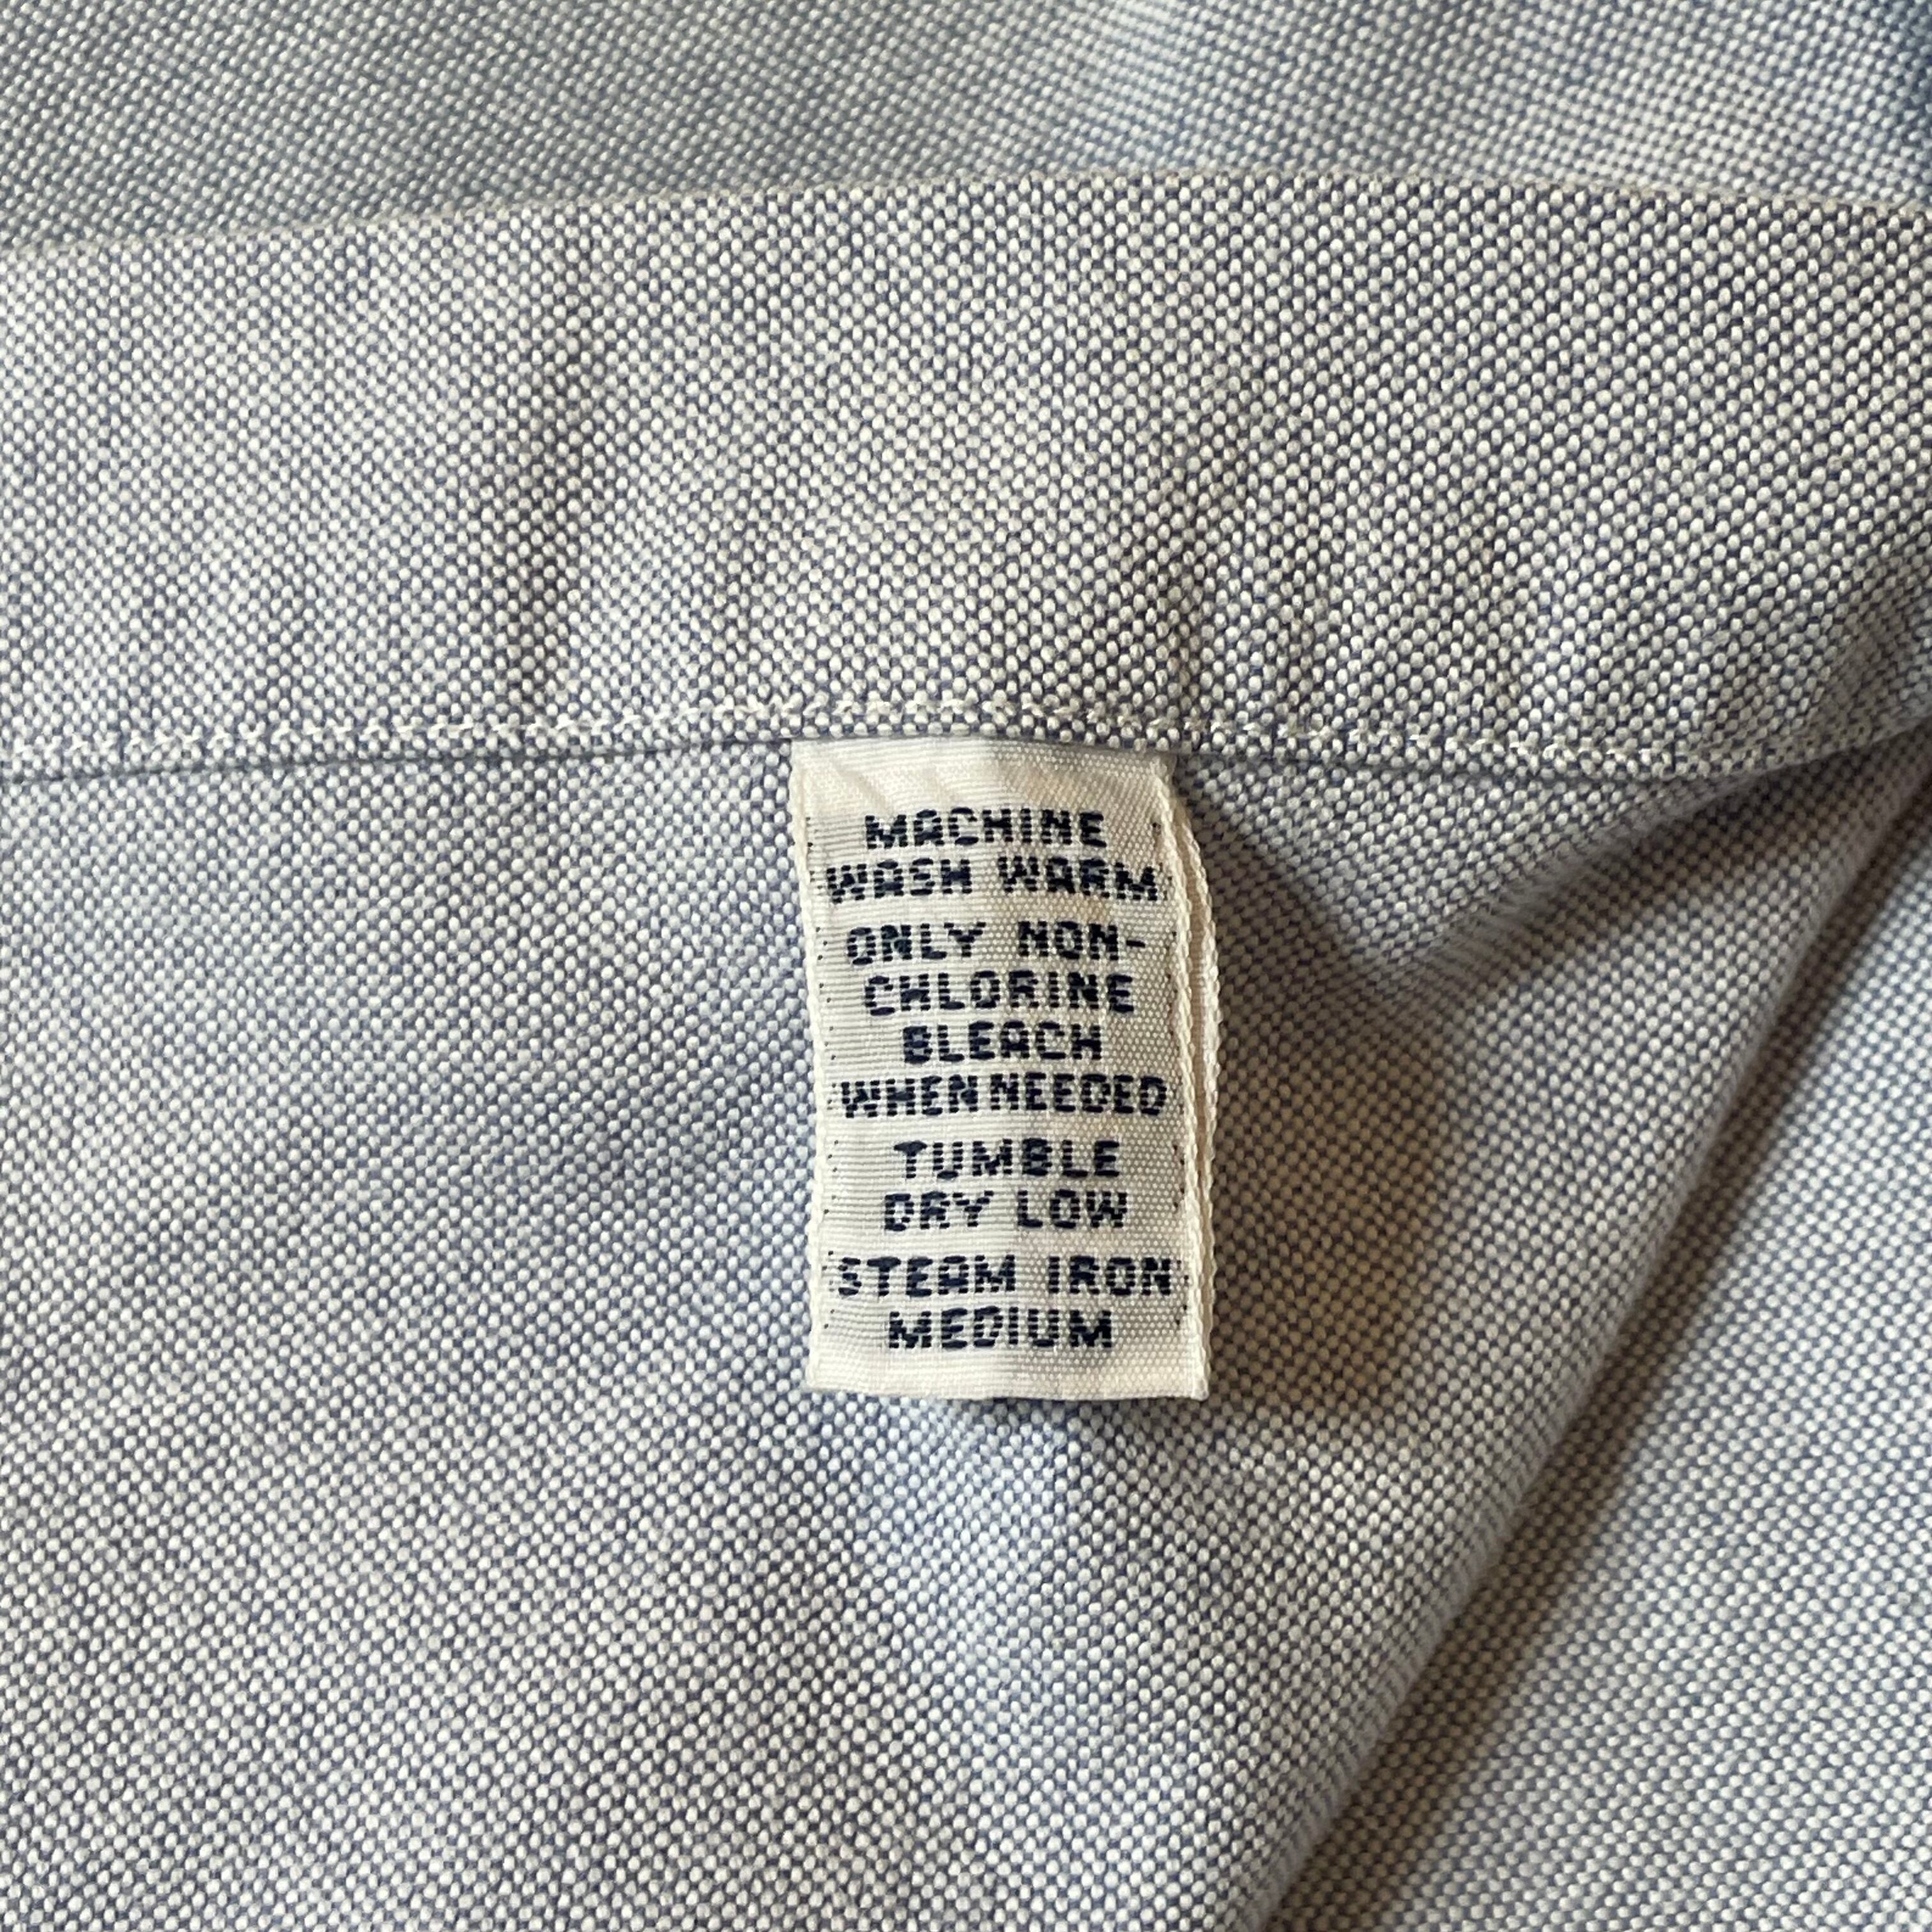 MACHINE
WASH WARM
ONLY NON-
CHLORINE
BLEACH
WHEN NEEDED
TUMBLE
DRY LOW
STEAM IRON
MEDIUM